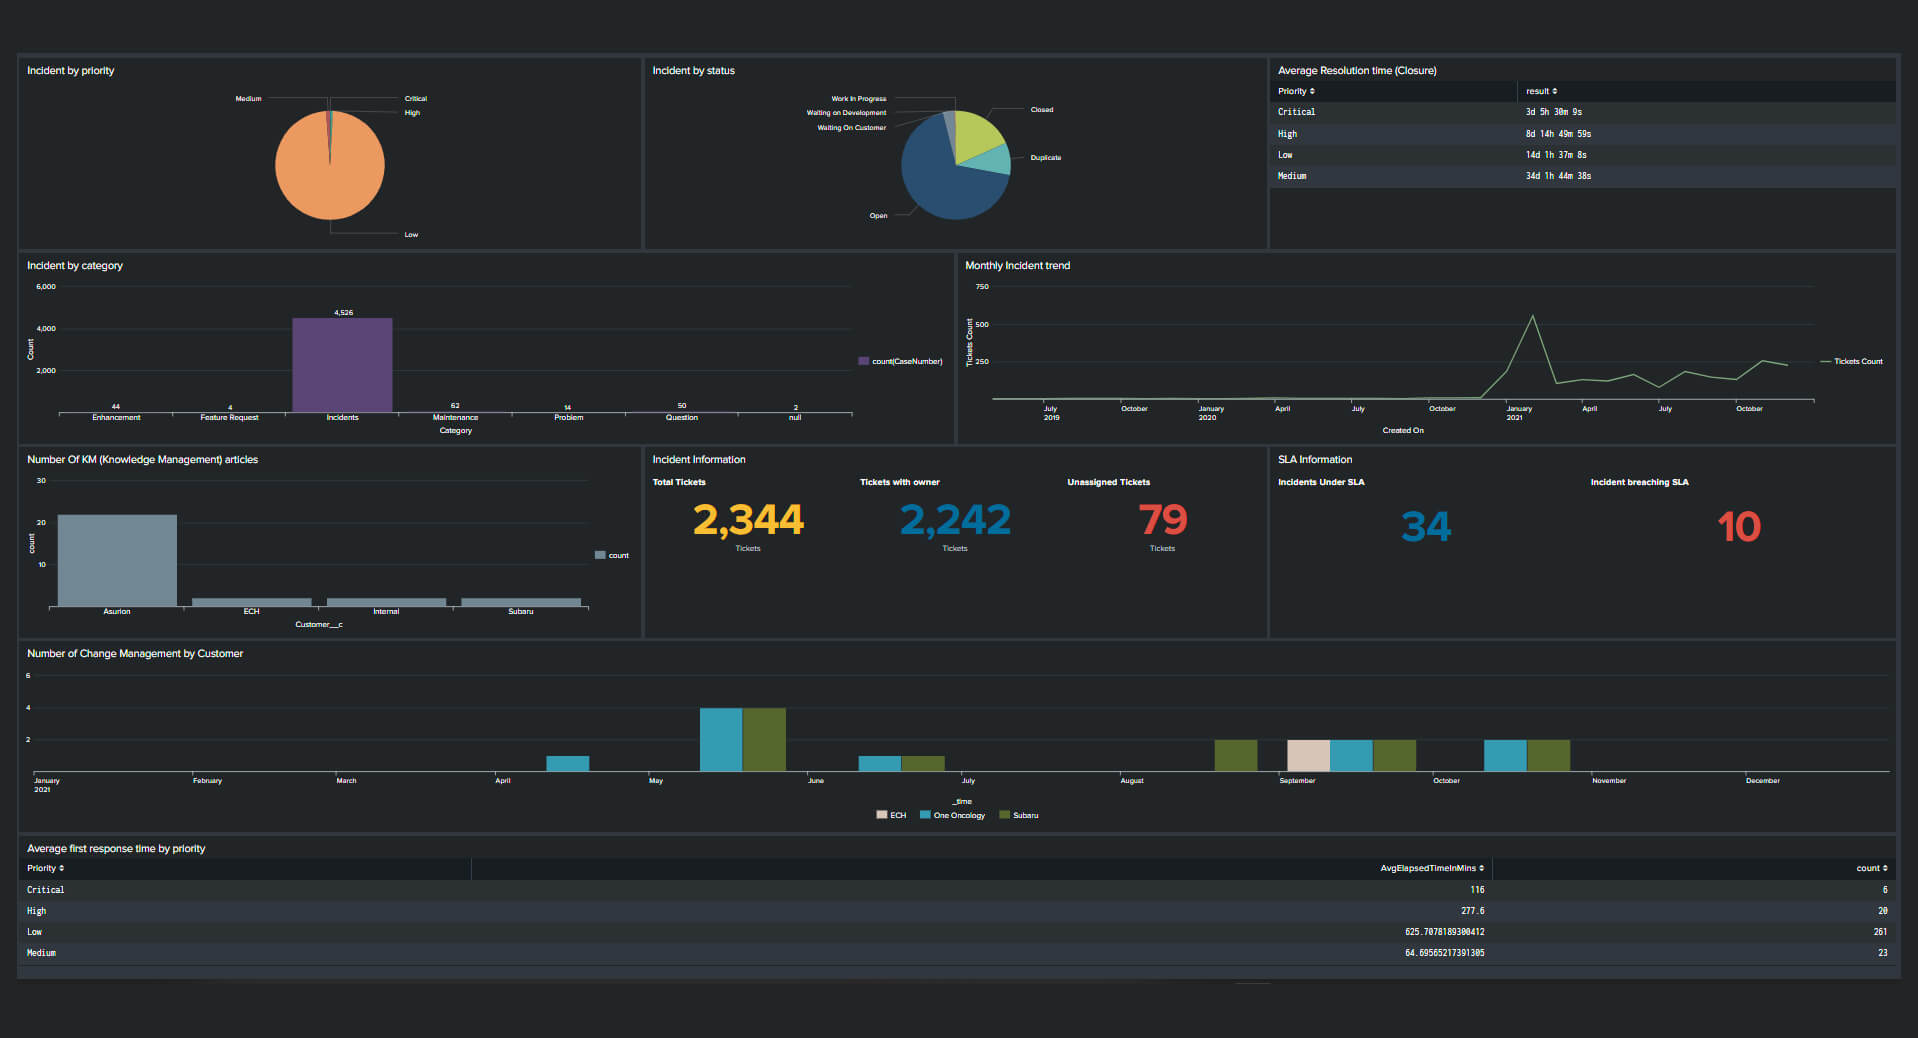 Incident by priority
Medium
Critical
High
Low
Incident by status
Work In Progress
Waiting on Development
Waiting On Customer
Closed
Duplicate
Open
Average Resolution time (Closure)
Priority result
Critical 3d 5h 30m 9s
High 8d 14h 49m 59s
Low 14d 1h 37m 8s
Medium 34d 1h 44m 38s
Incident by category
6,000
4,000
2,000
Count
44 4 4,526 62 14 50 2
Enhancement Feature Request Incidents Maintenance Problem Question null
Category
count(CaseNumber)
Monthly Incident trend
750
500
250
Tickets Count
July October January April July October January April July October
2019 2020 2021
Created On
Tickets Count
Number Of KM (Knowledge Management) articles
30
20
10
count
Asurion ECH Internal Subaru
Customer__c
count
Incident Information
Total Tickets Tickets with owner Unassigned Tickets
2,344 2,242 79
Tickets Tickets Tickets
SLA Information
Incidents Under SLA Incident breaching SLA
34 10
Number of Change Management by Customer
6
4
2
January February March April May June July August September October November December
2021
_time
ECH One Oncology Subaru
Average first response time by priority
Priority AvgElapsedTimeInMins count
Critical 116 6
High 277.6 20
Low 625.7078189300412 261
Medium 64.69565217391305 23